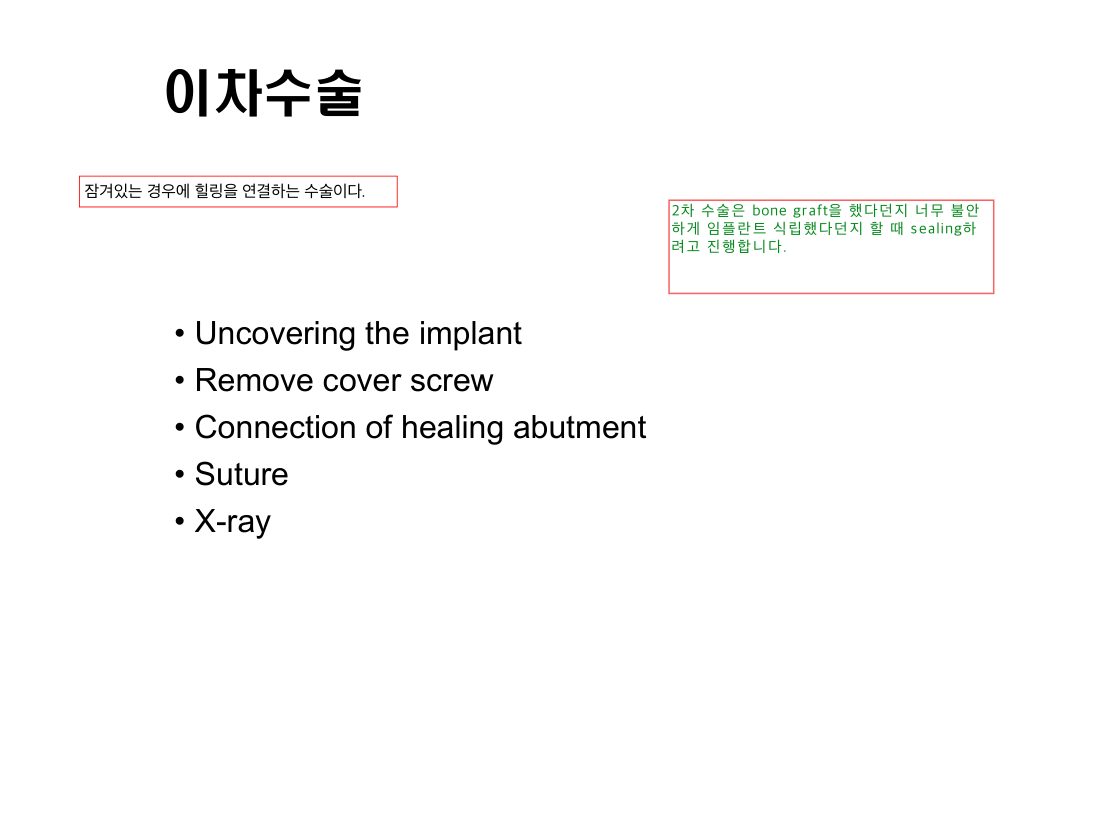 이차수술
잠겨있는 경우에 힐링을 연결하는 수술이다.
2차 수술은 bone graft을 했다던지 너무 불안
하게 임플란트 식립했다던지 할 때 sealing하
려고 진행합니다.
• Uncovering the implant
• Remove cover screw
• Connection of healing abutment
• Suture
• X-ray